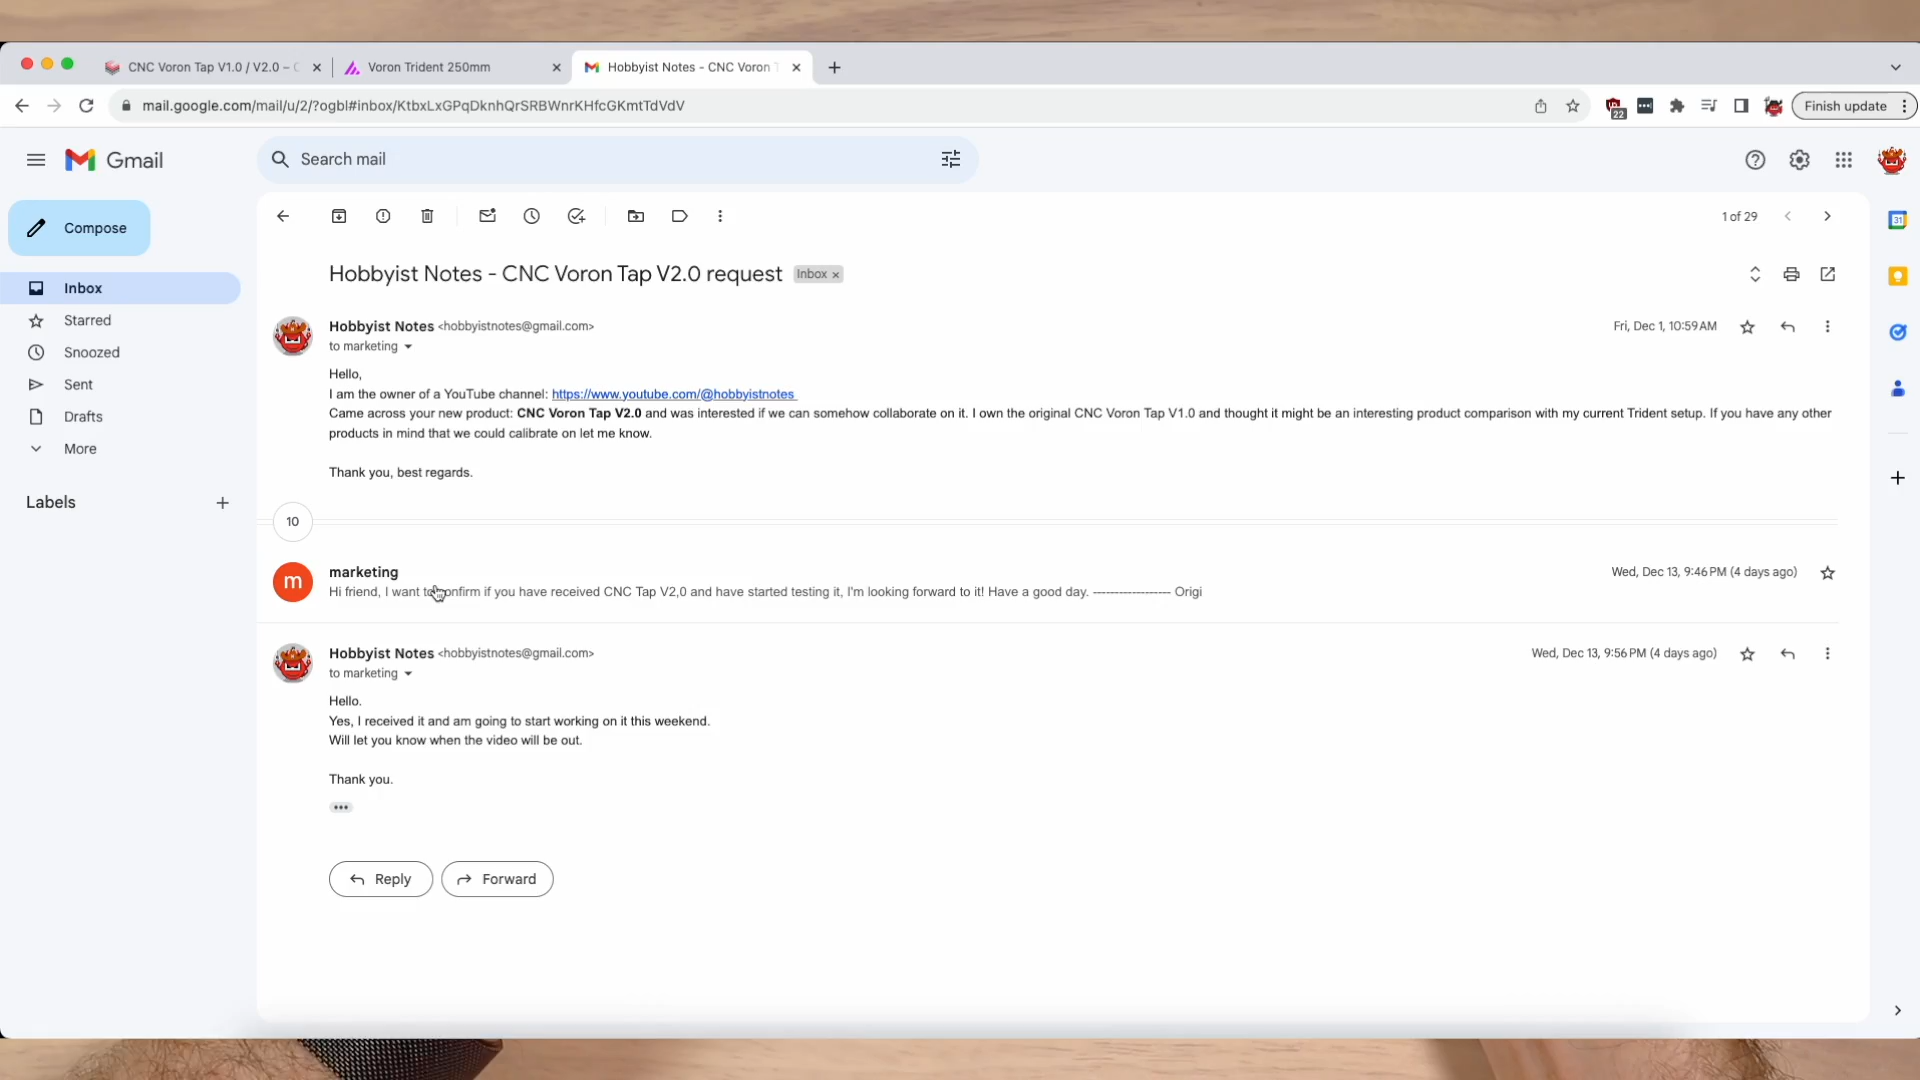 CNC Voron Tap V1.0 / V2.0 –
Voron Trident 250mm
Hobbyist Notes - CNC Voron
mail.google.com/mail/u/2/?ogbl#inbox/KtbxLxGPqDknhQrSRBWnrKHfcGKmtTdVdV
22
Finish update
Gmail
Search mail
Compose
1 of 29
Inbox
Starred
Snoozed
Sent
Drafts
More
Labels
31
Hobbyist Notes - CNC Voron Tap V2.0 request Inbox x
Hobbyist Notes <hobbyistnotes@gmail.com>
Fri, Dec 1, 10:59 AM
to marketing
Hello,
I am the owner of a YouTube channel: https://www.youtube.com/@hobbyistnotes
Came across your new product: CNC Voron Tap V2.0 and was interested if we can somehow collaborate on it. I own the original CNC Voron Tap V1.0 and thought it might be an interesting product comparison with my current Trident setup. If you have any other
products in mind that we could calibrate on let me know.
Thank you, best regards.
10
m
marketing
Wed, Dec 13, 9:46 PM (4 days ago)
Hi friend, I want to confirm if you have received CNC Tap V2,0 and have started testing it, I'm looking forward to it! Have a good day. ------------------ Origi
Hobbyist Notes <hobbyistnotes@gmail.com>
Wed, Dec 13, 9:56 PM (4 days ago)
to marketing
Hello.
Yes, I received it and am going to start working on it this weekend.
Will let you know when the video will be out.
Thank you.
Reply
Forward